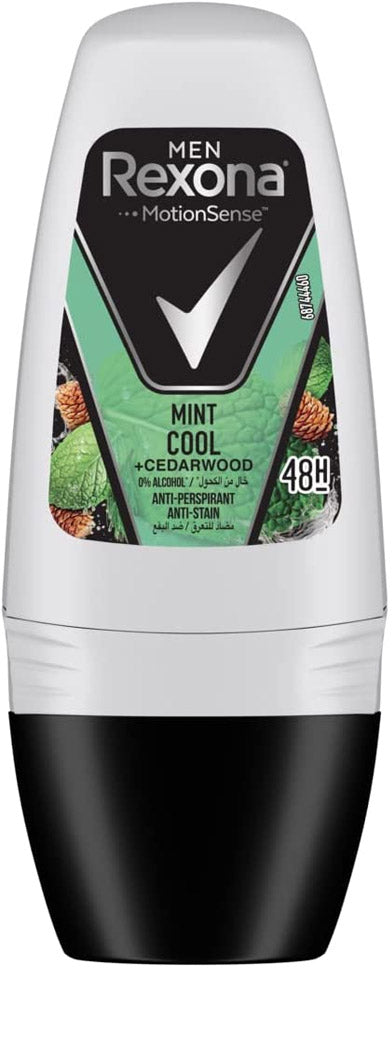 MEN
Rexona®
MotionSense™
68744460
MINT
COOL
+CEDARWOOD
0% ALCOHOL* / *خال من الكحول
ANTI-PERSPIRANT
ANTI-STAIN
مضاد للتعرق / ضد البقع
48H